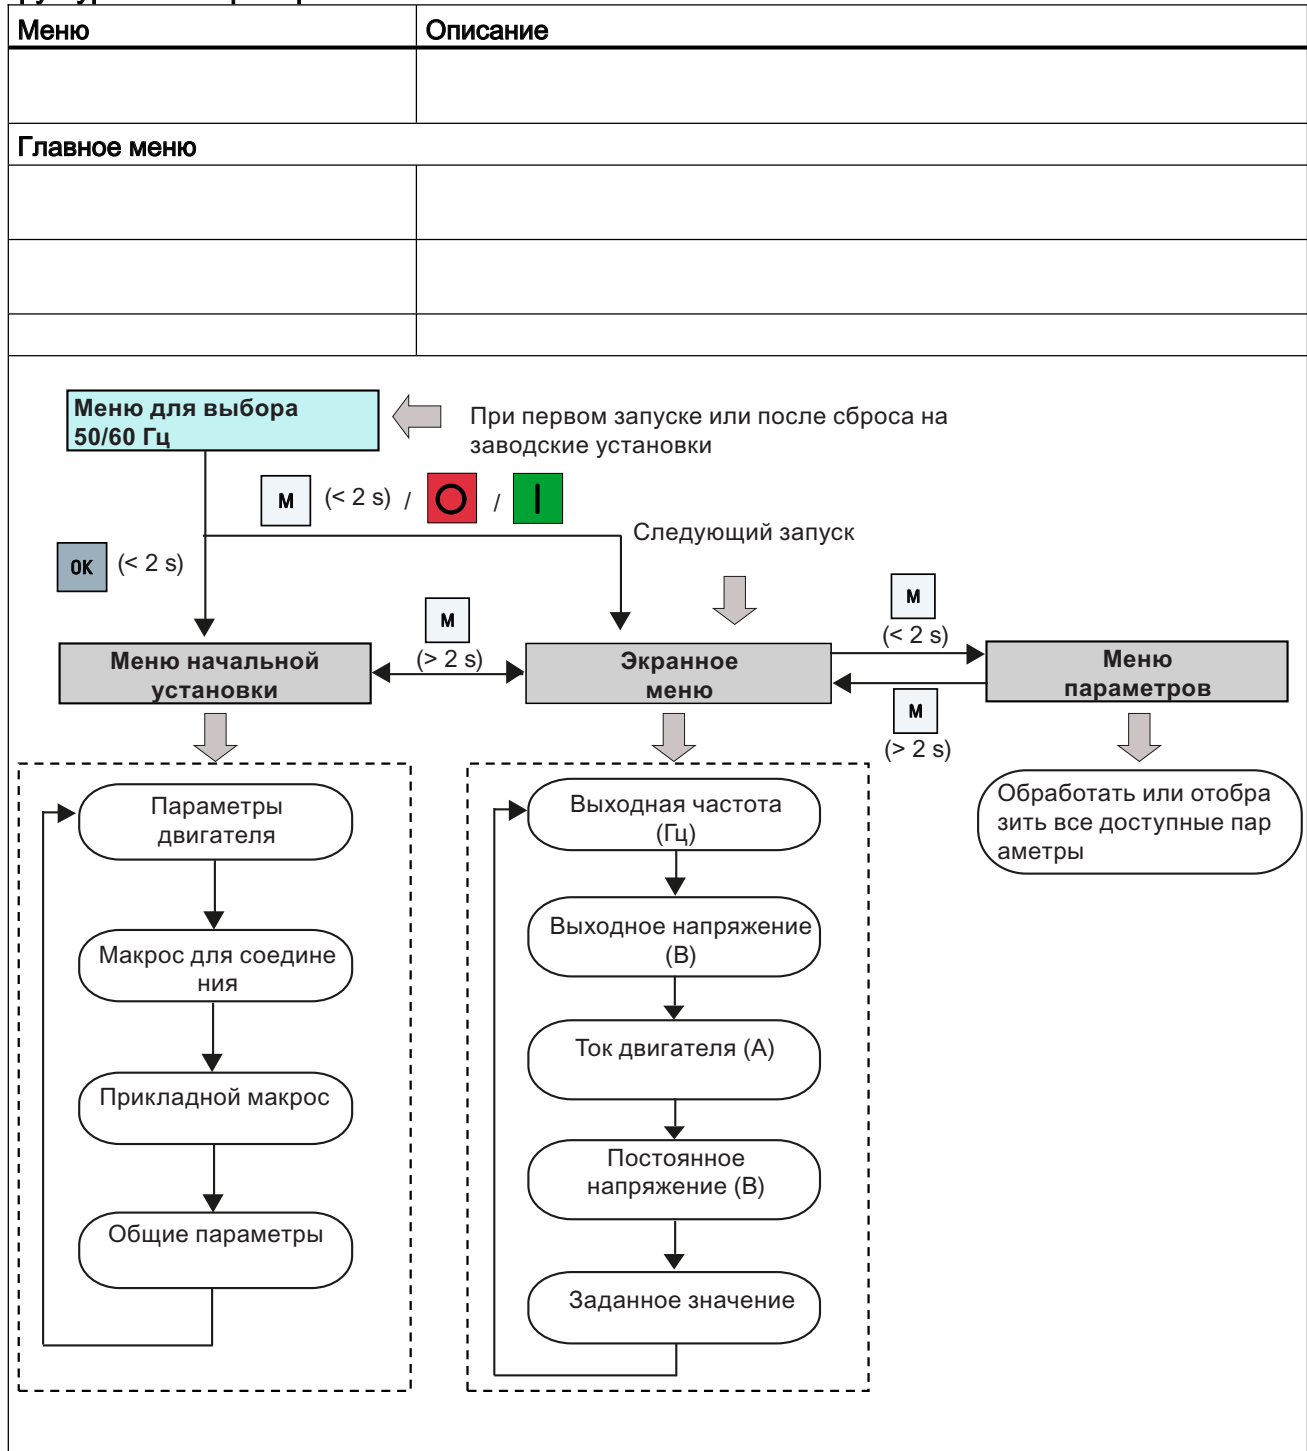 Меню
Описание
Главное меню
Меню для выбора
50/60 Гц
При первом запуске или после сброса на
заводские установки
M (< 2 s) / /
Следующий запуск
OK (< 2 s)
M
(> 2 s)
M
(< 2 s)
Меню начальной
установки
Экранное
меню
Меню
параметров
M
(> 2 s)
Параметры
двигателя
Макрос для соедине
ния
Прикладной макрос
Общие параметры
Выходная частота
(Гц)
Выходное напряжение
(В)
Ток двигателя (А)
Постоянное
напряжение (В)
Заданное значение
Обработать или отобра
зить все доступные пар
аметры